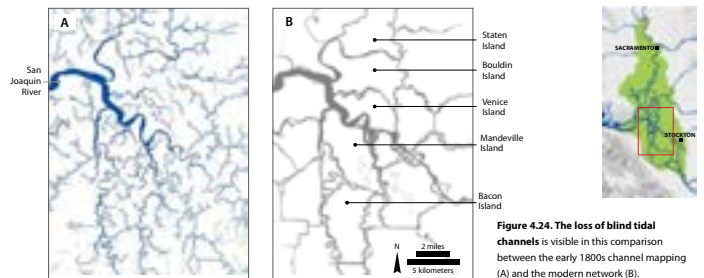 A
San
Joaquin
River
B
Staten
Island
Bouldin
Island
Venice
Island
Mandeville
Island
Bacon
Island
N
2 miles
5 kilometers
SACRAMENTO
STOCKTON
Figure 4.24. The loss of blind tidal
channels is visible in this comparison
between the early 1800s channel mapping
(A) and the modern network (B).